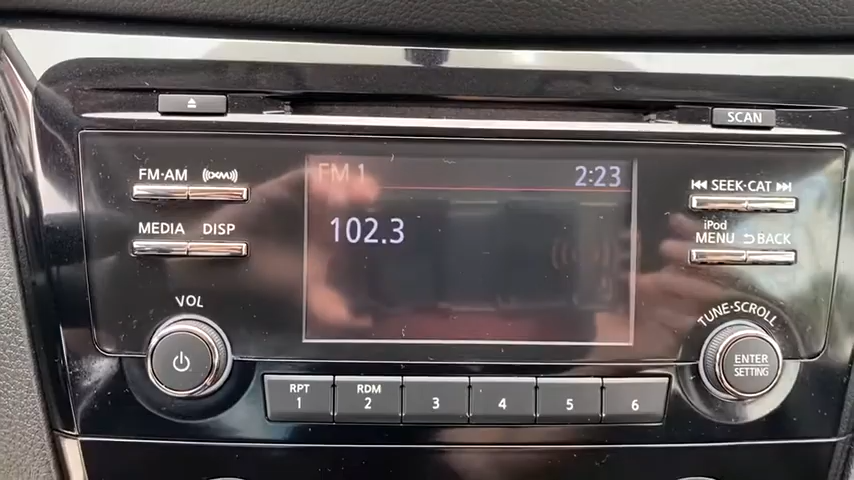 SCAN
FM·AM
((XM))
FM 1
2:23
SEEK·CAT
MEDIA
DISP
102.3
iPod
MENU
BACK
VOL
TUNE·SCROLL
ENTER
SETTING
RPT
1
RDM
2
3
4
5
6